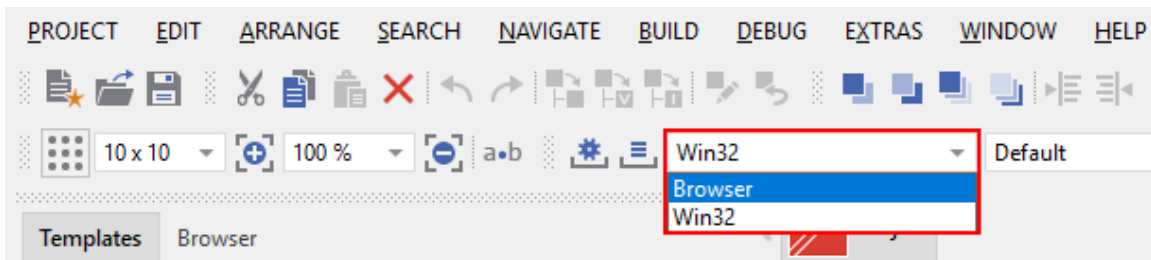 PROJECT EDIT ARRANGE SEARCH NAVIGATE BUILD DEBUG EXTRAS WINDOW HELP
10 x 10 100 % a•b Win32 Default
Browser
Win32
Templates Browser